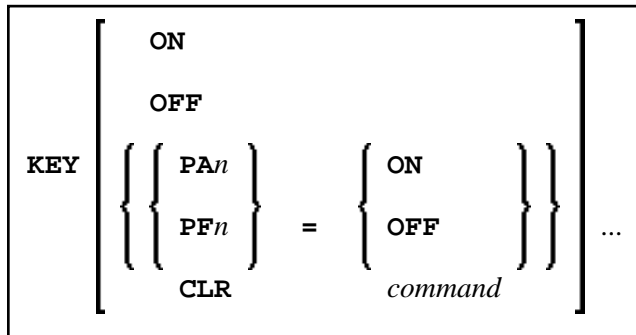 ON
OFF
KEY PAn ON
PFn = OFF ...
CLR command